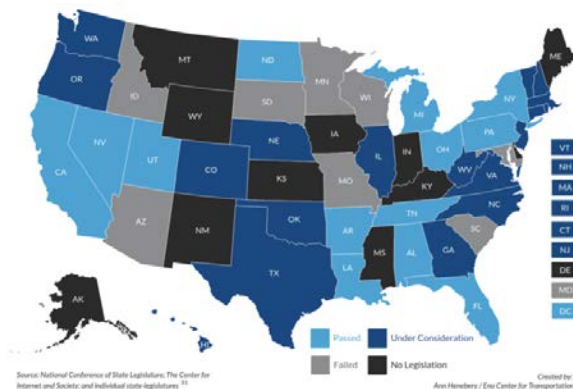 WA
OR
CA
NV
ID
MT
WY
UT
AZ
CO
NM
ND
SD
NE
KS
OK
TX
MN
IA
MO
AR
LA
WI
IL
MI
IN
OH
KY
TN
MS
AL
GA
FL
SC
NC
VA
WV
PA
NY
ME
AK
HI
VT
NH
MA
RI
CT
NJ
DE
MD
DC
Passed
Under Consideration
Failed
No Legislation
Source: National Conference of State Legislature, The Center for
Internet and Society; and individual state legislatures
Created by:
Ann Henebery / Eno Center for Transportation